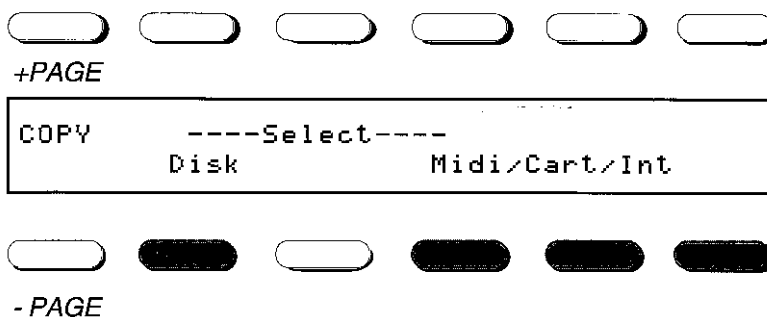 +PAGE
COPY ----Select----
Disk Midi/Cart/Int
- PAGE